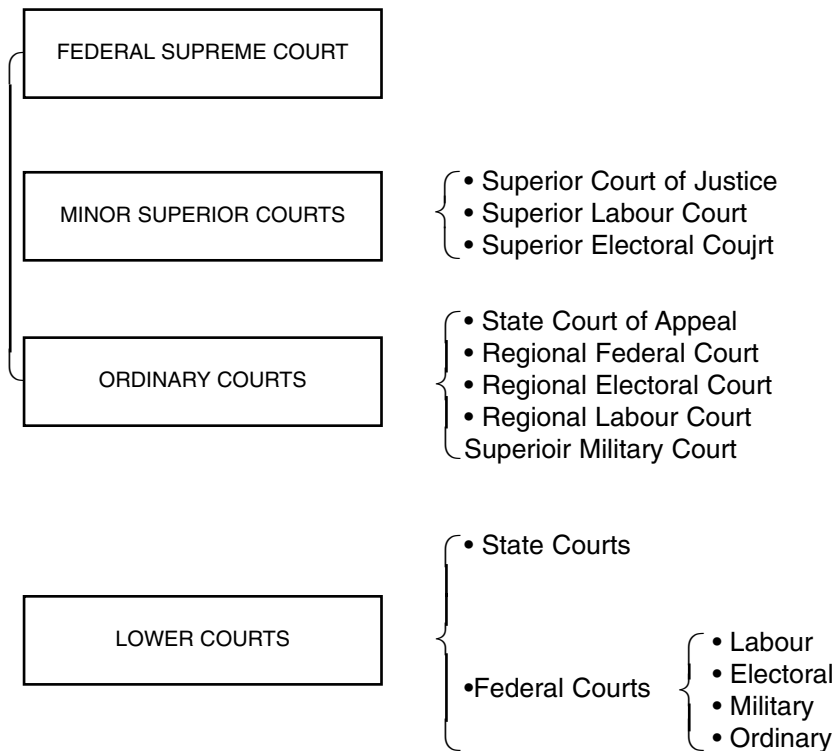 FEDERAL SUPREME COURT
MINOR SUPERIOR COURTS
• Superior Court of Justice
• Superior Labour Court
• Superior Electoral Coujrt
ORDINARY COURTS
• State Court of Appeal
• Regional Federal Court
• Regional Electoral Court
• Regional Labour Court
Superioir Military Court
LOWER COURTS
• State Courts
•Federal Courts
• Labour
• Electoral
• Military
• Ordinary